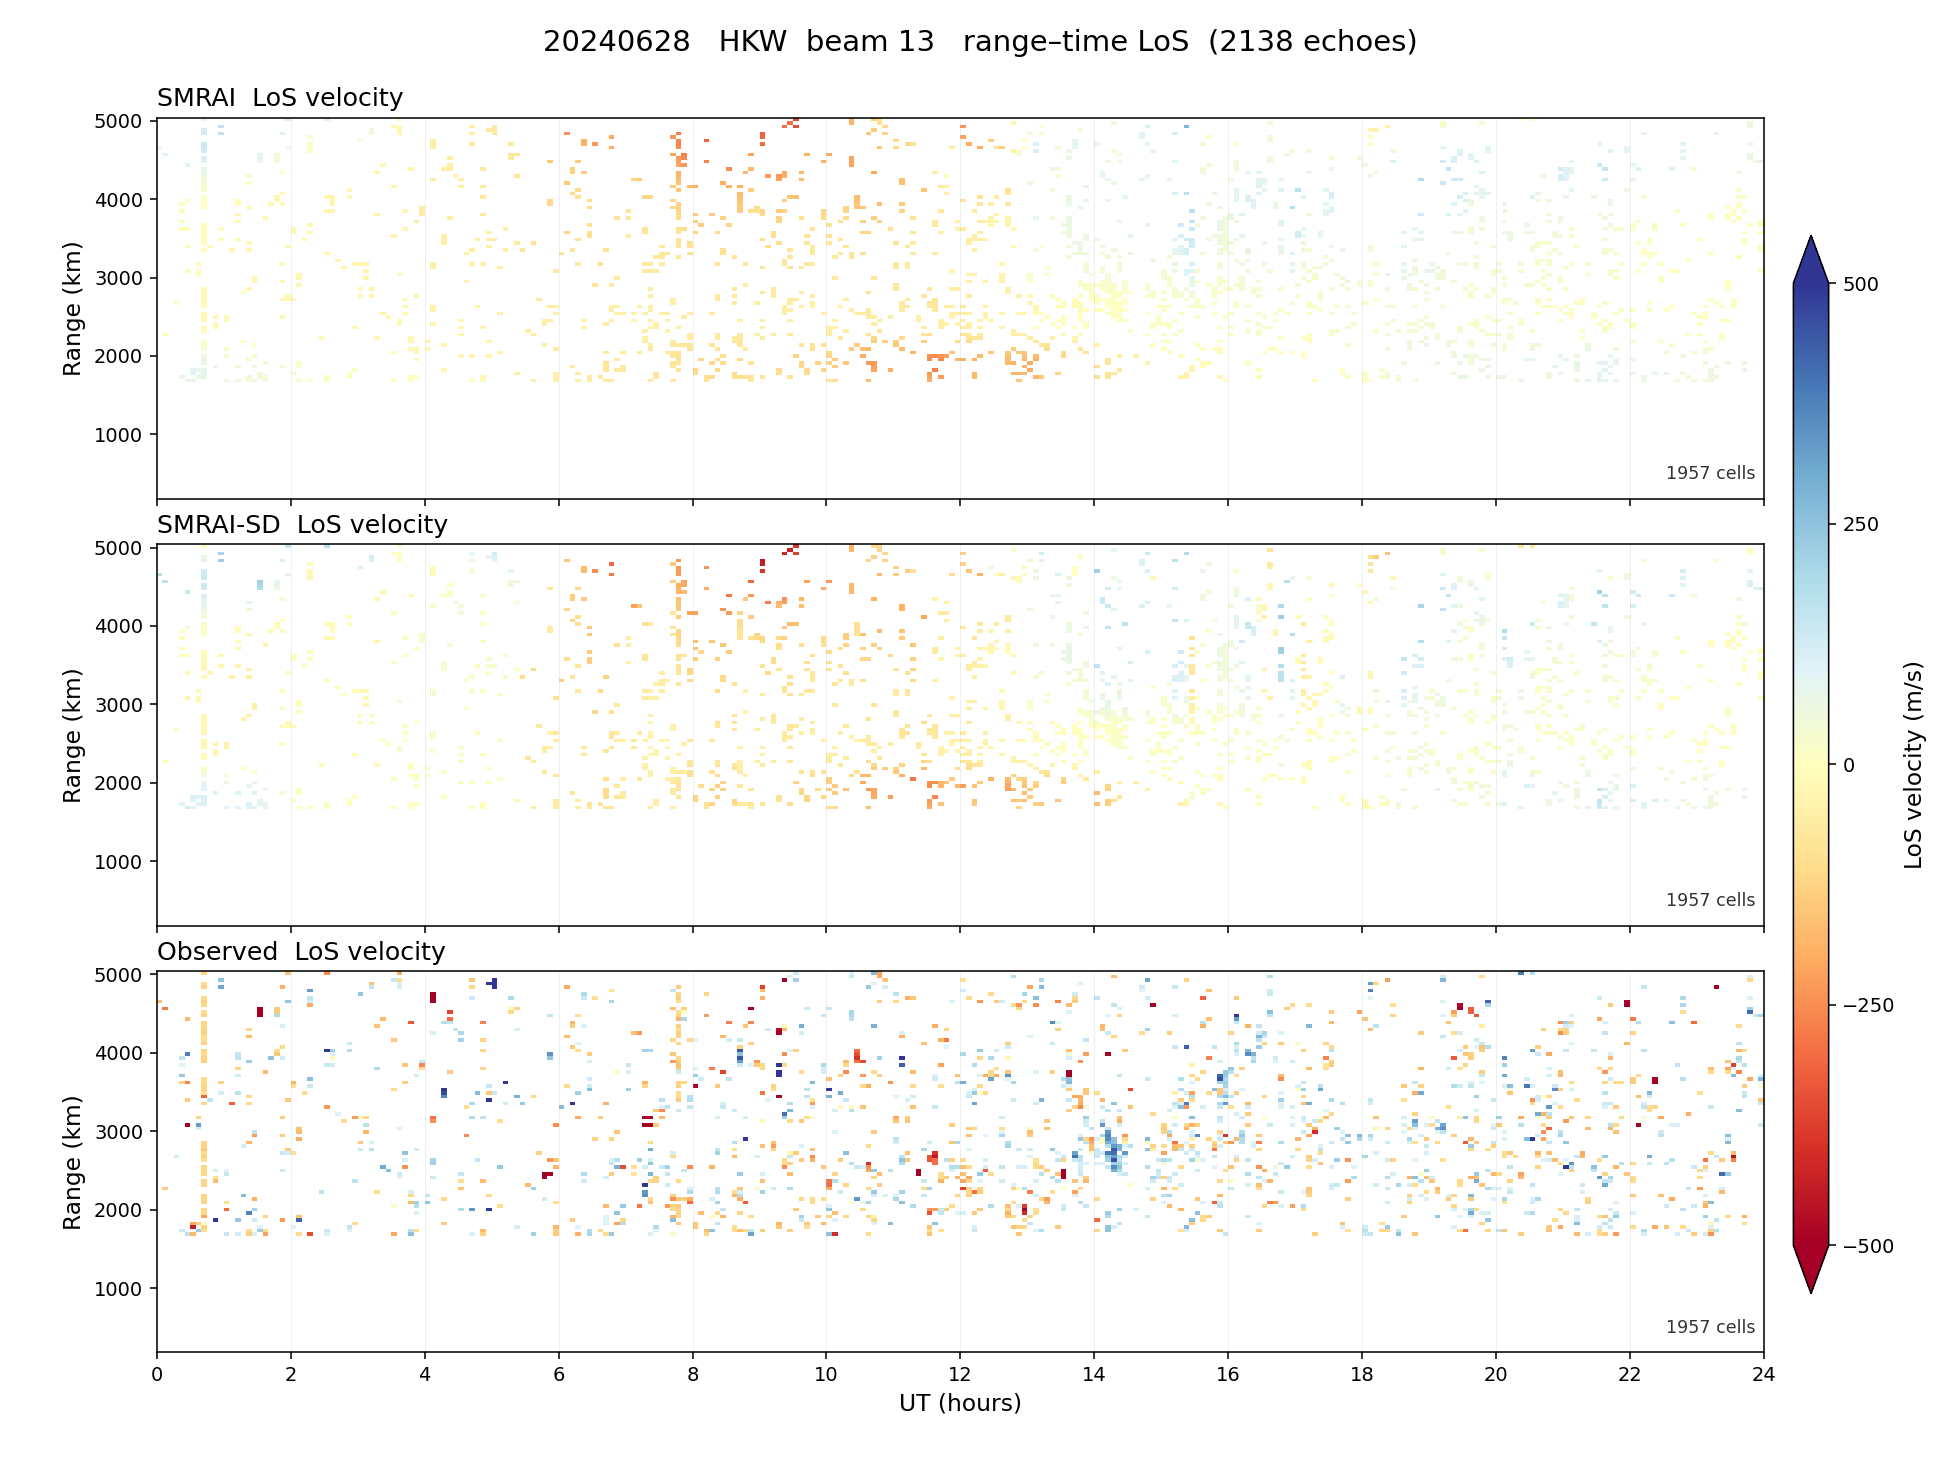 20240628   HKW  beam 13   range–time LoS  (2138 echoes)
SMRAI  LoS velocity
5000
4000
3000
2000
1000
Range (km)
1957 cells
SMRAI-SD  LoS velocity
5000
4000
3000
2000
1000
Range (km)
1957 cells
Observed  LoS velocity
5000
4000
3000
2000
1000
Range (km)
1957 cells
0 2 4 6 8 10 12 14 16 18 20 22 24
UT (hours)
500
250
0
−250
−500
LoS velocity (m/s)